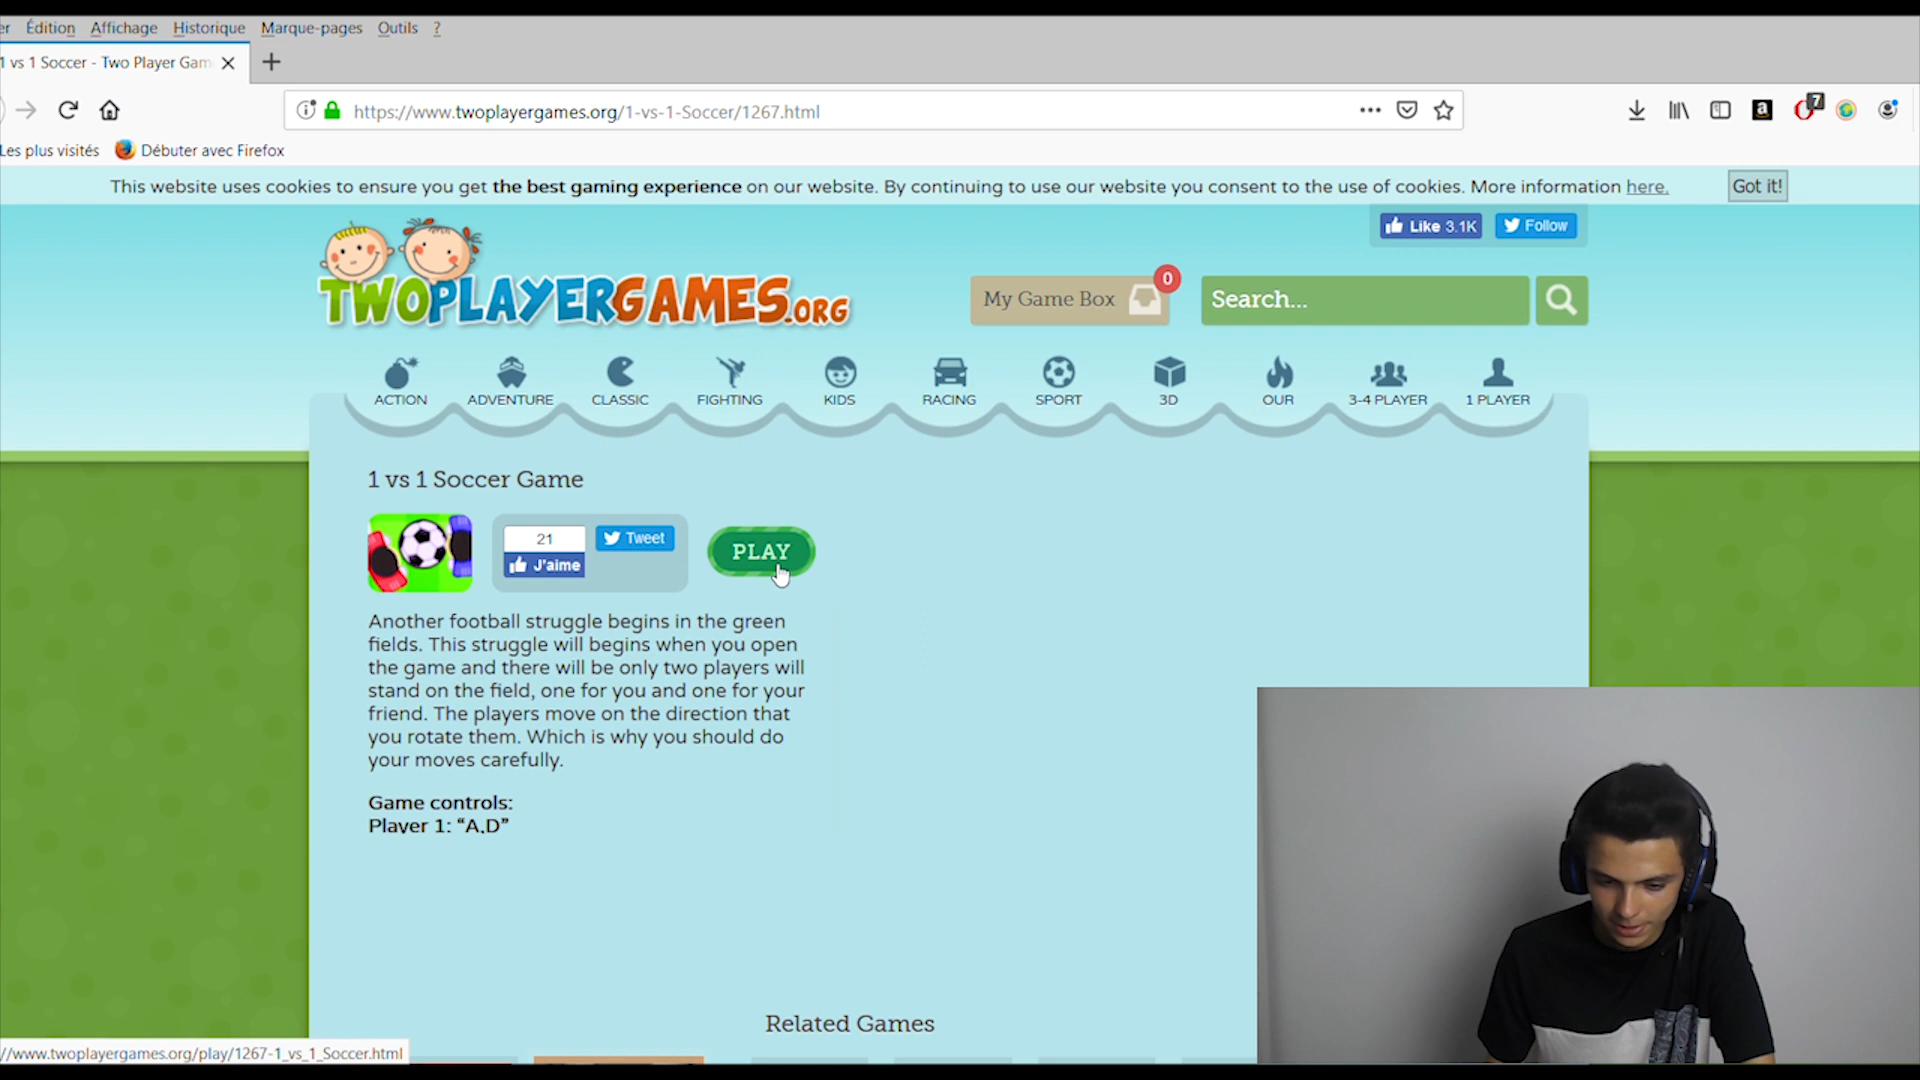 er Édition Affichage Historique Marque-pages Outils ?
1 vs 1 Soccer - Two Player Gam
https://www.twoplayergames.org/1-vs-1-Soccer/1267.html
7
Les plus visités Débuter avec Firefox
This website uses cookies to ensure you get the best gaming experience on our website. By continuing to use our website you consent to the use of cookies. More information here. Got it!
Like 3.1K Follow
TWOPLAYERGAMES.ORG
My Game Box 0 Search...
ACTION ADVENTURE CLASSIC FIGHTING KIDS RACING SPORT 3D OUR 3-4 PLAYER 1 PLAYER
1 vs 1 Soccer Game
21 Tweet
J'aime
PLAY
Another football struggle begins in the green
fields. This struggle will begins when you open
the game and there will be only two players will
stand on the field, one for you and one for your
friend. The players move on the direction that
you rotate them. Which is why you should do
your moves carefully.
Game controls:
Player 1: “A,D”
Related Games
//www.twoplayergames.org/play/1267-1_vs_1_Soccer.html